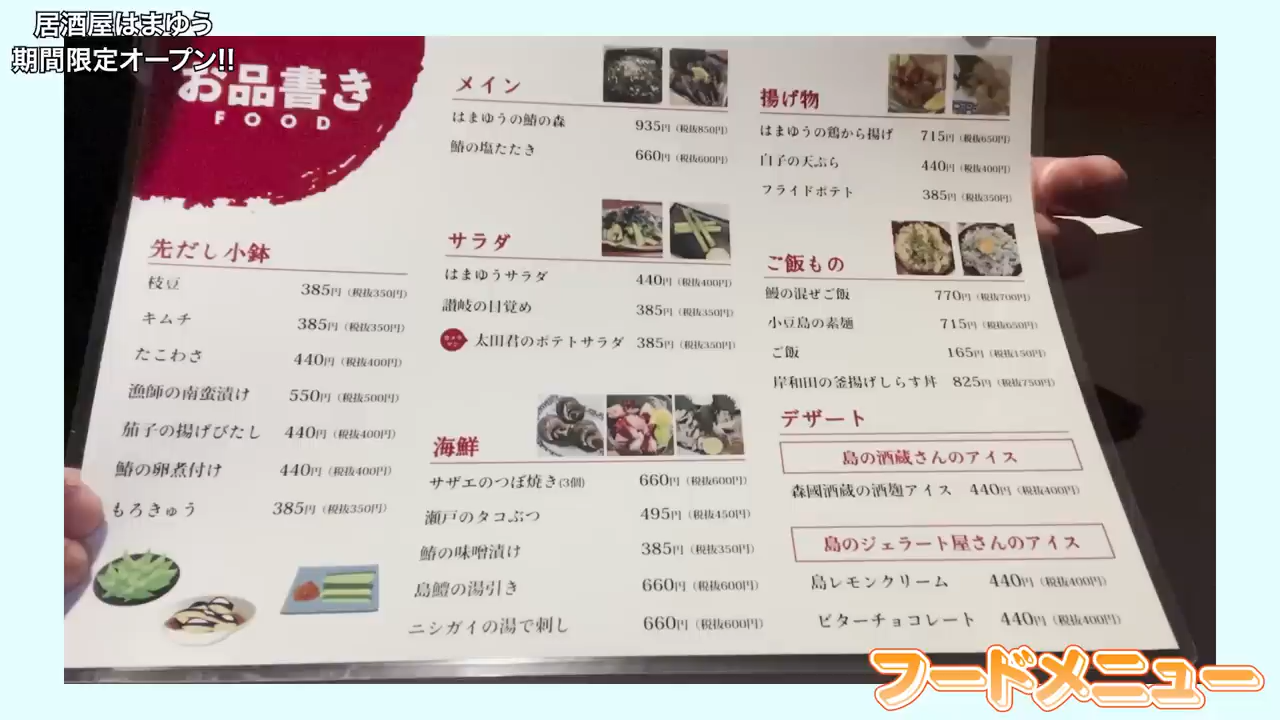 居酒屋はまゆう
期間限定オープン!!
お品書き
FOOD
先だし小鉢
枝豆 385円（税抜350円）
キムチ 385円（税抜350円）
たこわさ 440円（税抜400円）
漁師の南蛮漬け 550円（税抜500円）
茄子の揚げびたし 440円（税抜400円）
鰆の卵煮付け 440円（税抜400円）
もろきゅう 385円（税抜350円）
メイン
はまゆうの鰆の森 935円（税抜850円）
鰆の塩たたき 660円（税抜600円）
サラダ
はまゆうサラダ 440円（税抜400円）
讃岐の目覚め 385円（税抜350円）
太田君のポテトサラダ 385円（税抜350円）
海鮮
サザエのつぼ焼き(3個) 660円（税抜600円）
瀬戸のタコぶつ 495円（税抜450円）
鰆の味噌漬け 385円（税抜350円）
島鱧の湯引き 660円（税抜600円）
ニシガイの湯で刺し 660円（税抜600円）
揚げ物
はまゆうの鶏から揚げ 715円（税抜650円）
白子の天ぷら 440円（税抜400円）
フライドポテト 385円（税抜350円）
ご飯もの
鰻の混ぜご飯 770円（税抜700円）
小豆島の素麺 715円（税抜650円）
ご飯 165円（税抜150円）
岸和田の釜揚げしらす丼 825円（税抜750円）
デザート
島の酒蔵さんのアイス
森國酒蔵の酒麹アイス 440円（税抜400円）
島のジェラート屋さんのアイス
島レモンクリーム 440円（税抜400円）
ビターチョコレート 440円（税抜400円）
フードメニュー